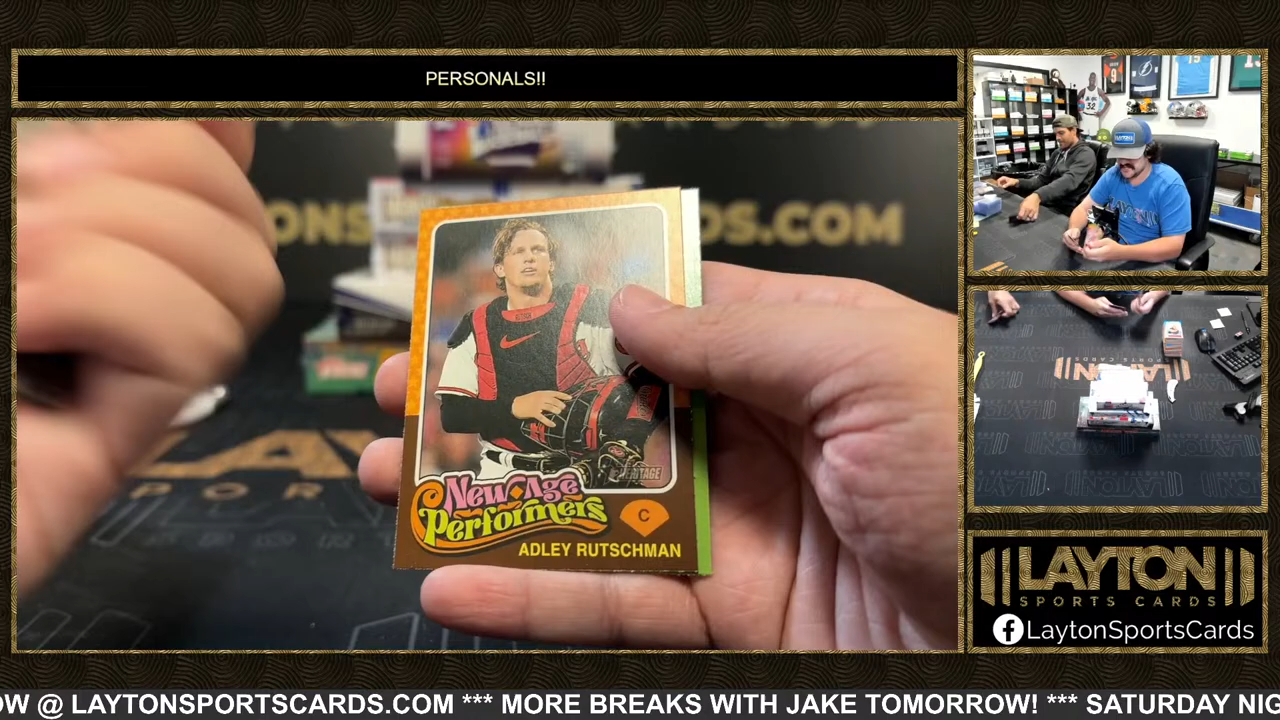 PERSONALS!!
New Age
Performers
C
HERITAGE
ADLEY RUTSCHMAN
LAYTON
SPORTS CARDS
LaytonSportsCards
OW @ LAYTONSPORTSCARDS.COM *** MORE BREAKS WITH JAKE TOMORROW! *** SATURDAY NIG